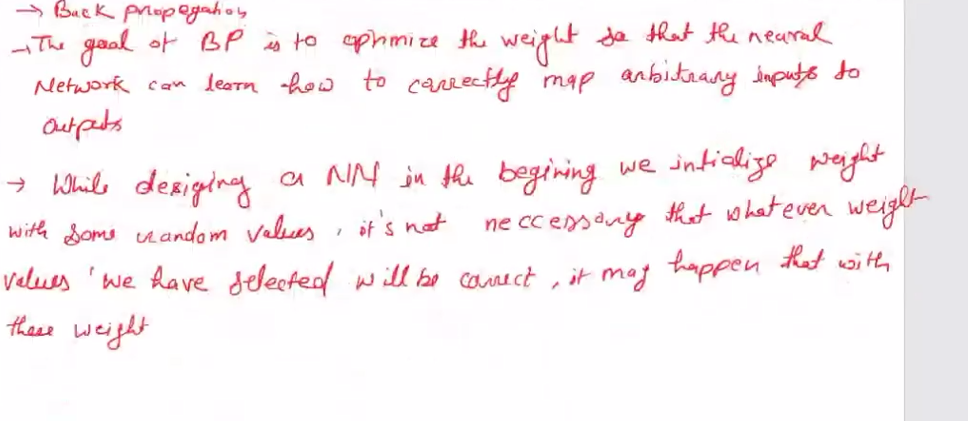 → Back propagation
→ The goal of BP is to optimize the weight so that the neural
Network can learn how to correctly map arbitrary inputs to
outputs
→ While desiging a NN in the begining we intialize weight
with some random values, it's not neccessary that whatever weight
values 'we have selected will be correct, it may happen that with
these weight